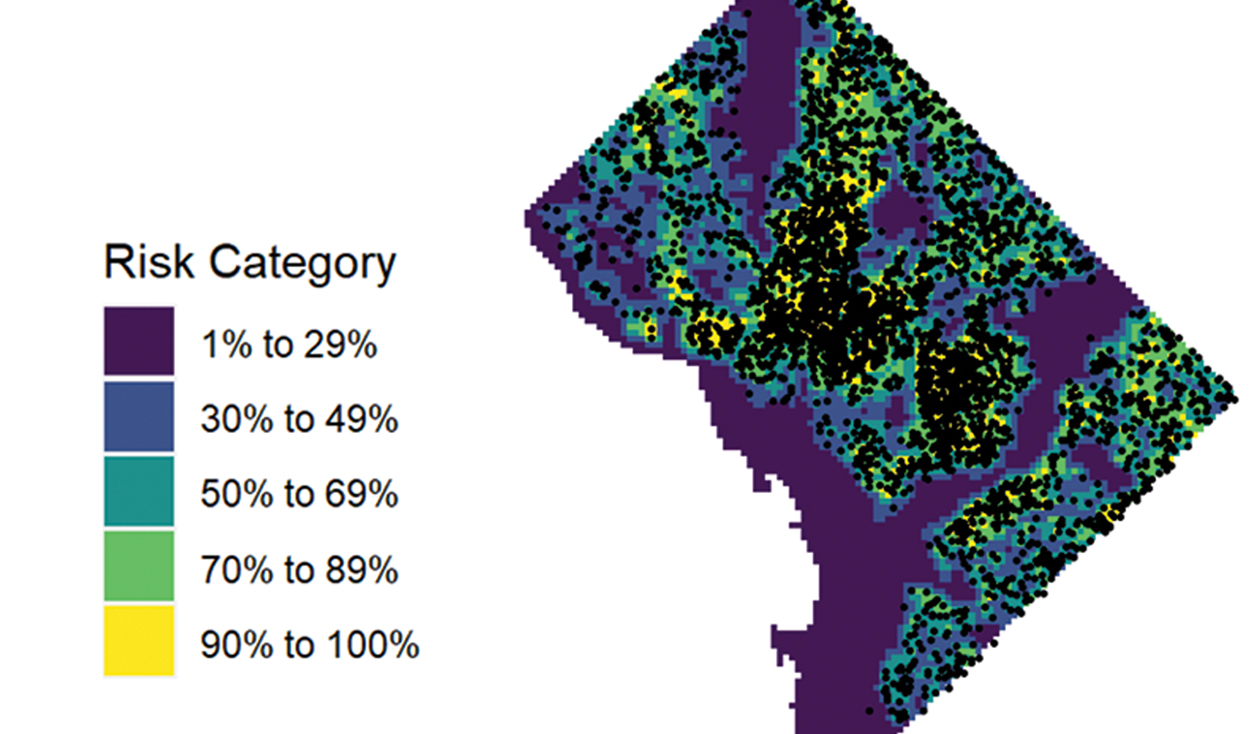 Risk Category
1% to 29%
30% to 49%
50% to 69%
70% to 89%
90% to 100%